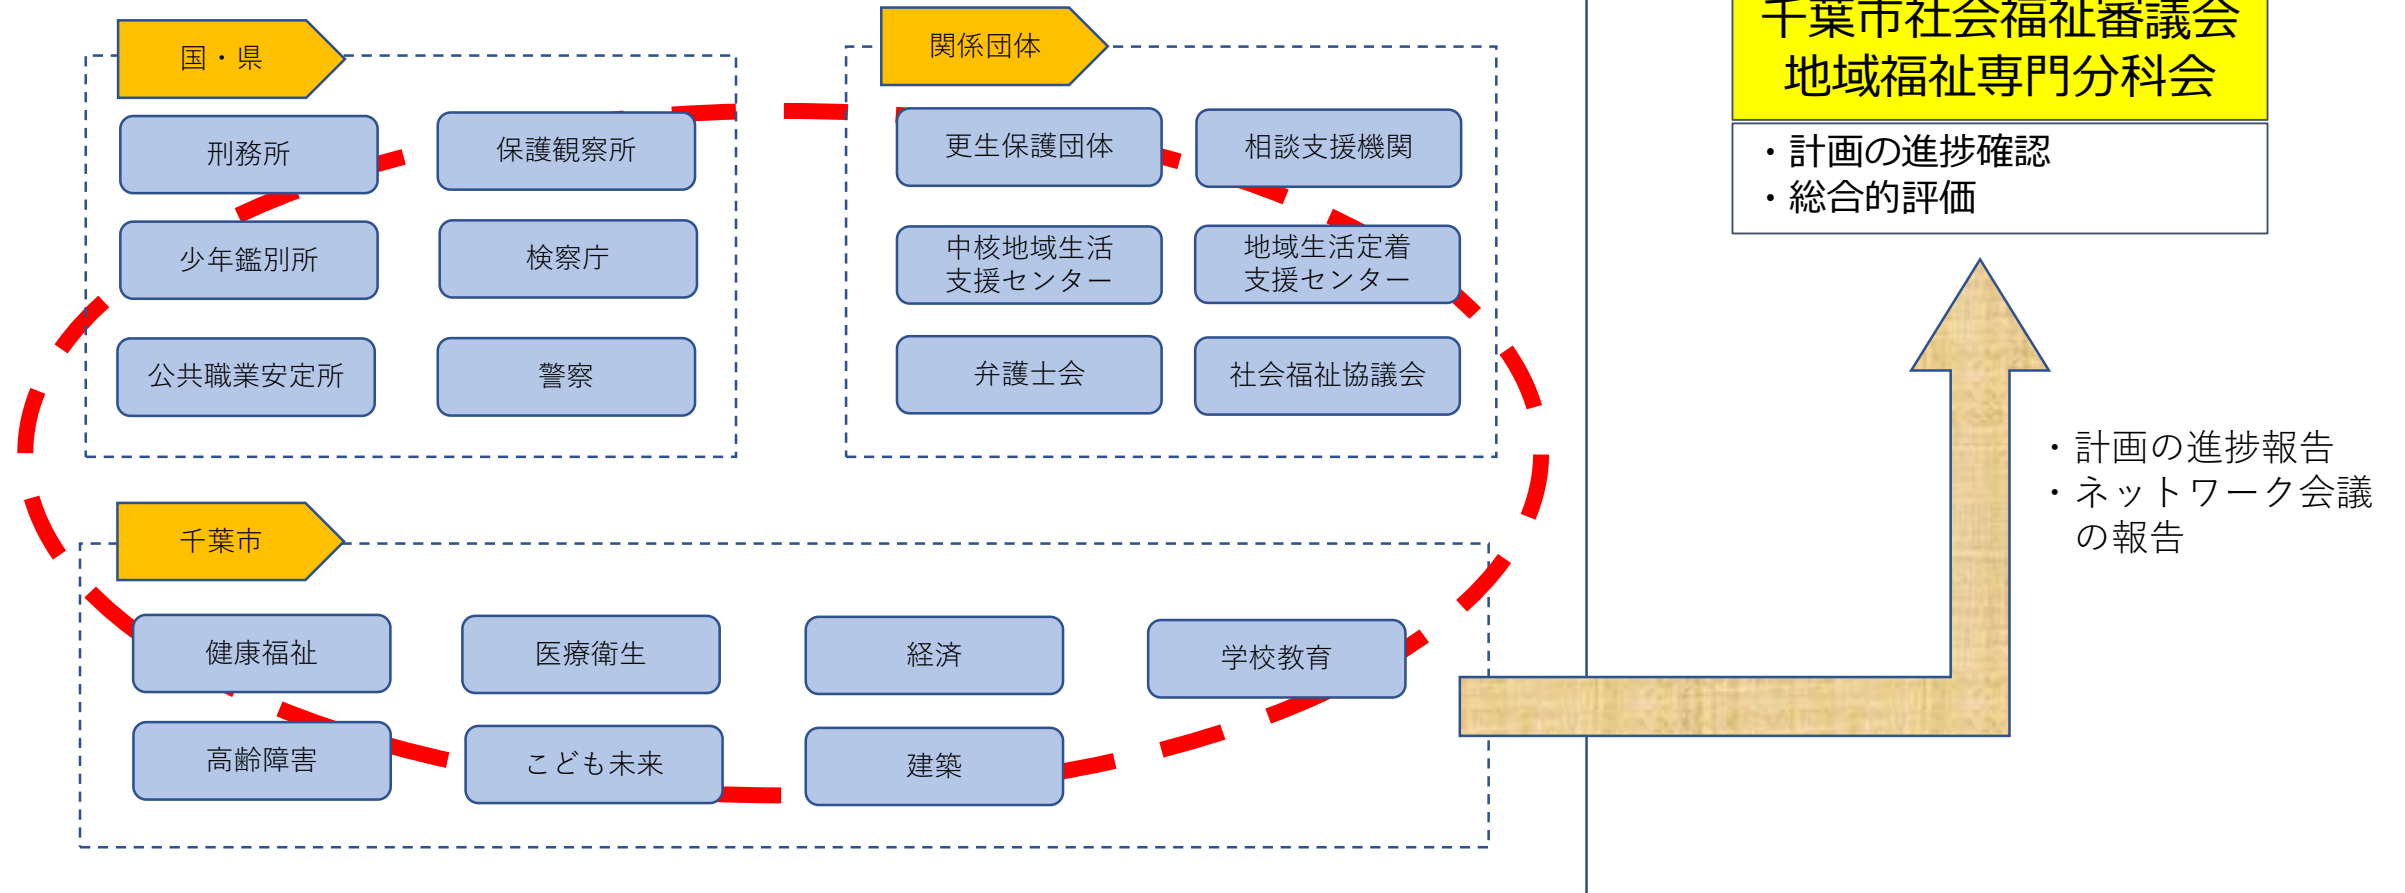 国・県
刑務所
保護観察所
少年鑑別所
検察庁
公共職業安定所
警察
関係団体
更生保護団体
相談支援機関
中核地域生活
支援センター
地域生活定着
支援センター
弁護士会
社会福祉協議会
千葉市
健康福祉
医療衛生
経済
学校教育
高齢障害
こども未来
建築
千葉市社会福祉審議会
地域福祉専門分科会
・計画の進捗確認
・総合的評価
・計画の進捗報告
・ネットワーク会議
の報告